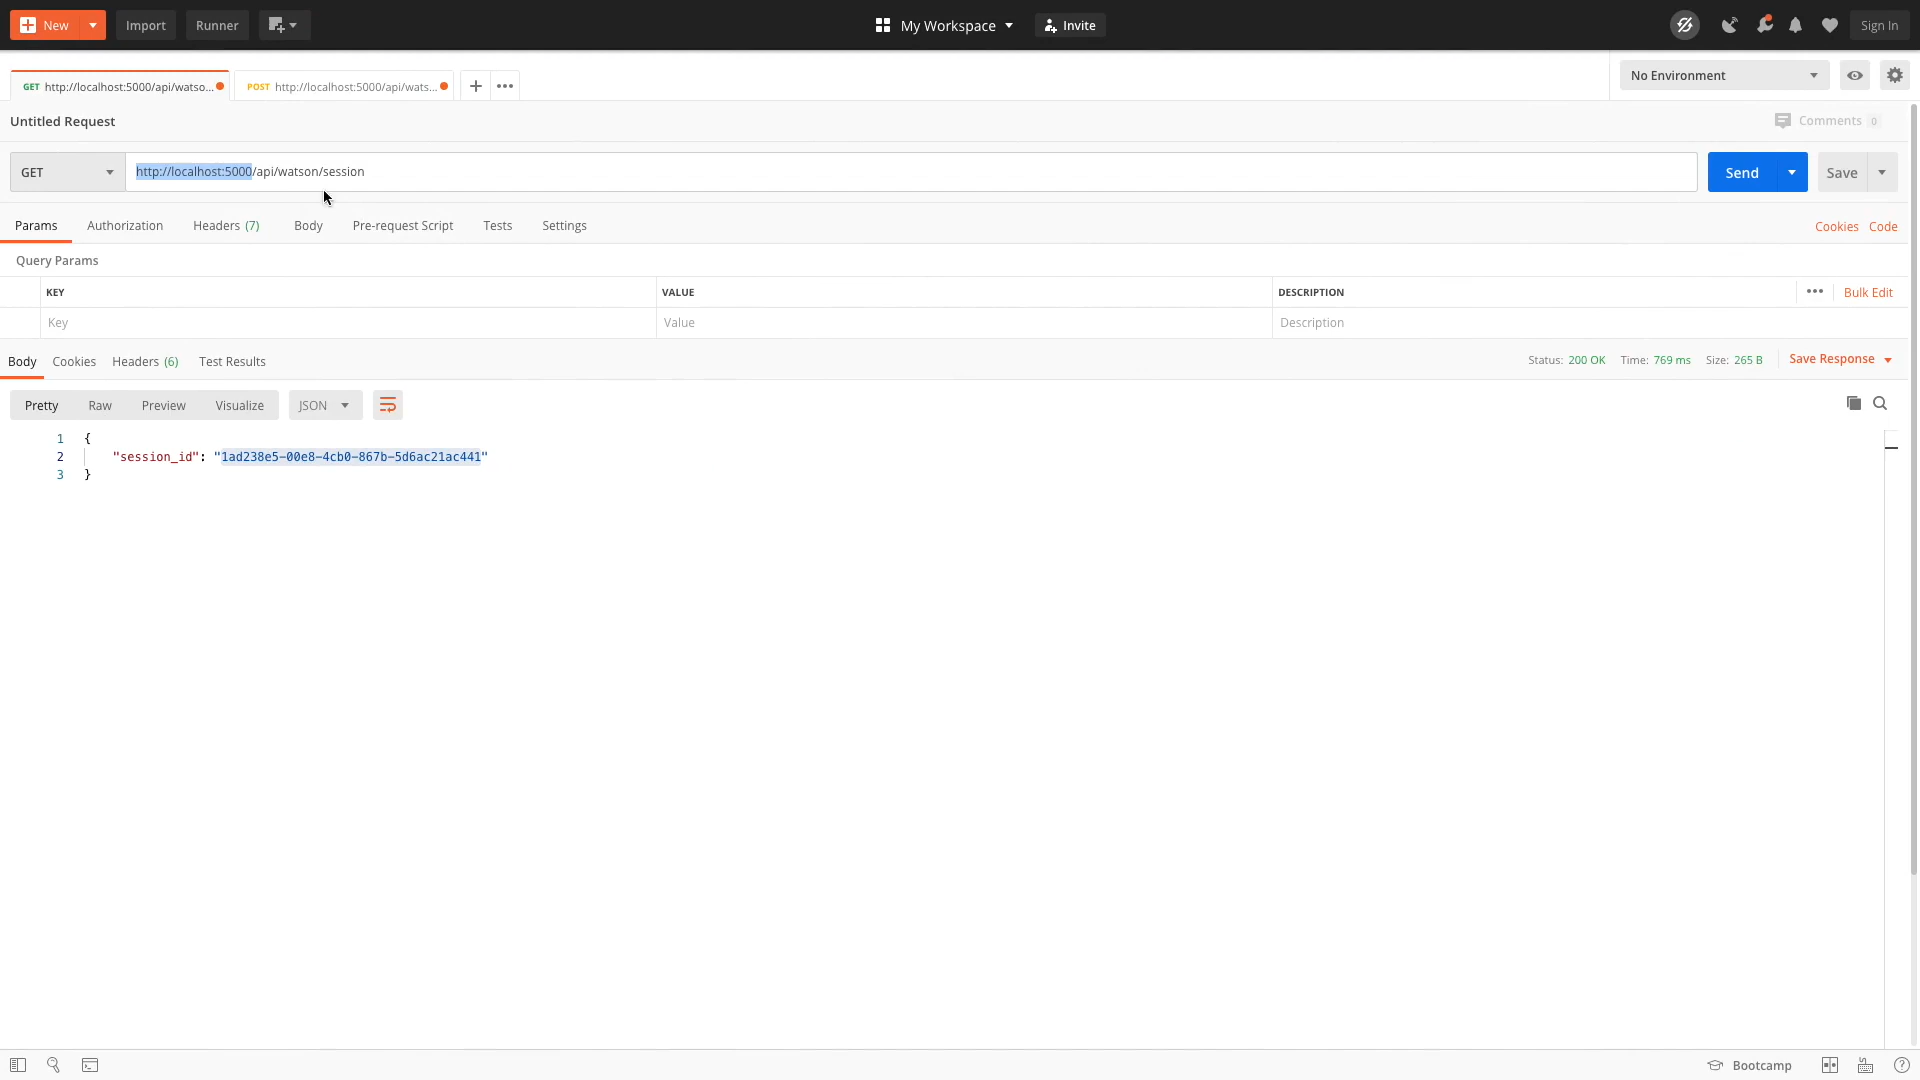 New Import Runner My Workspace Invite Sign In
GET http://localhost:5000/api/watso... POST http://localhost:5000/api/wats... No Environment
Untitled Request Comments 0
GET http://localhost:5000/api/watson/session Send Save
Params Authorization Headers (7) Body Pre-request Script Tests Settings Cookies Code
Query Params
KEY VALUE DESCRIPTION Bulk Edit
Key Value Description
Body Cookies Headers (6) Test Results Status: 200 OK Time: 769 ms Size: 265 B Save Response
Pretty Raw Preview Visualize JSON
1 {
2 "session_id": "1ad238e5-00e8-4cb0-867b-5d6ac21ac441"
3 }
Bootcamp